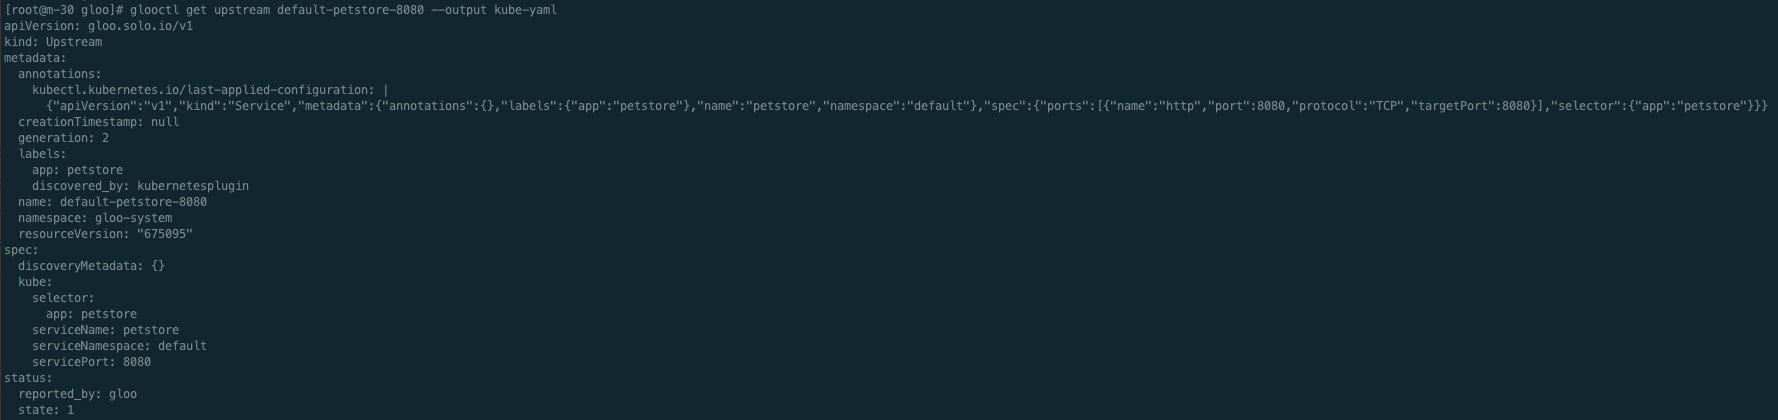 [root@m-30 gloo]# glooctl get upstream default-petstore-8080 --output kube-yaml
apiVersion: gloo.solo.io/v1
kind: Upstream
metadata:
  annotations:
    kubectl.kubernetes.io/last-applied-configuration: |
      {"apiVersion":"v1","kind":"Service","metadata":{"annotations":{},"labels":{"app":"petstore"},"name":"petstore","namespace":"default"},"spec":{"ports":[{"name":"http","port":8080,"protocol":"TCP","targetPort":8080}],"selector":{"app":"petstore"}}}
  creationTimestamp: null
  generation: 2
  labels:
    app: petstore
    discovered_by: kubernetesplugin
  name: default-petstore-8080
  namespace: gloo-system
  resourceVersion: "675095"
spec:
  discoveryMetadata: {}
  kube:
    selector:
      app: petstore
    serviceName: petstore
    serviceNamespace: default
    servicePort: 8080
status:
  reported_by: gloo
  state: 1